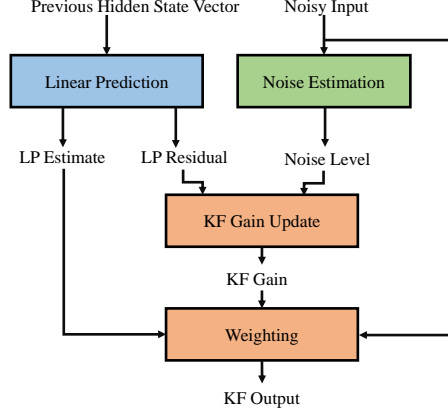 Previous Hidden State Vector
Noisy Input
Linear Prediction
Noise Estimation
LP Estimate
LP Residual
Noise Level
KF Gain Update
KF Gain
Weighting
KF Output